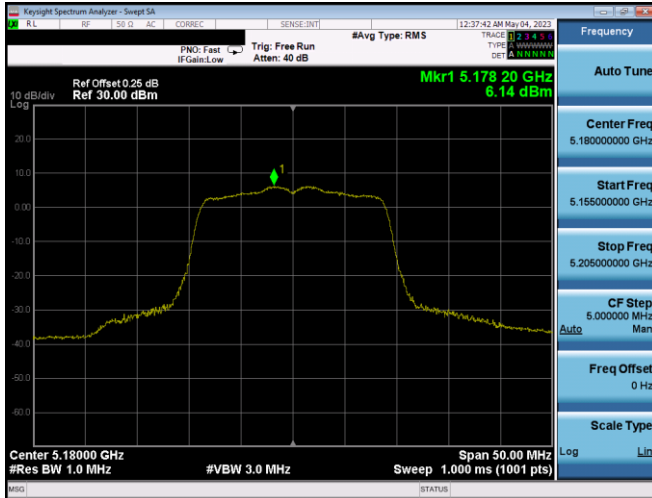 Keysight Spectrum Analyzer - Swept SA
RL RF 50 Ω AC CORREC SENSE:INT 12:37:42 AM May 04, 2023
#Avg Type: RMS
TRACE 1 2 3 4 5 6
TYPE A WWWWW
DET A N N N N N
PNO: Fast
IFGain:Low
Trig: Free Run
Atten: 40 dB
Mkr1 5.178 20 GHz
6.14 dBm
10 dB/div
Log
Ref Offset 0.25 dB
Ref 30.00 dBm
20.0
10.0
0.00
-10.0
-20.0
-30.0
-40.0
-50.0
-60.0
1
Center 5.18000 GHz
#Res BW 1.0 MHz
#VBW 3.0 MHz
Span 50.00 MHz
Sweep 1.000 ms (1001 pts)
MSG
STATUS
Frequency
Auto Tune
Center Freq
5.180000000 GHz
Start Freq
5.155000000 GHz
Stop Freq
5.205000000 GHz
CF Step
5.000000 MHz
Auto Man
Freq Offset
0 Hz
Scale Type
Log Lin